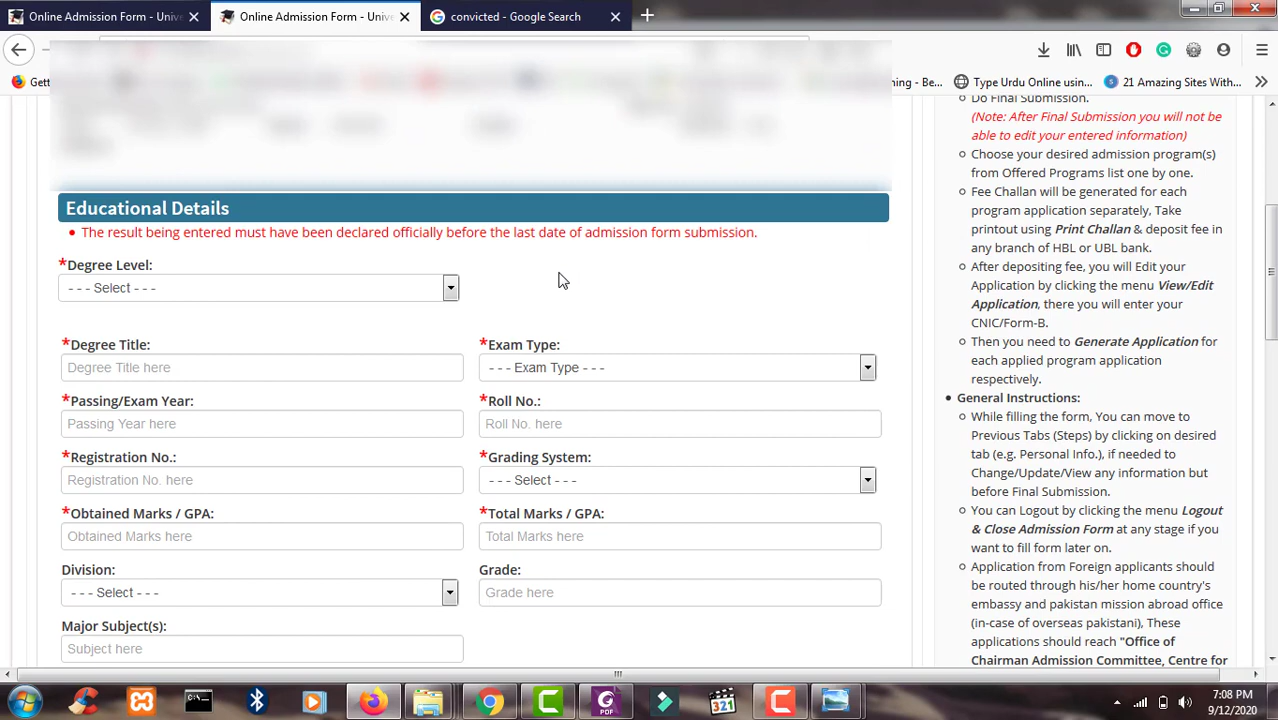 Online Admission Form - Unive
Online Admission Form - Unive
convicted - Google Search
Gett
ning - Be...
Type Urdu Online using...
21 Amazing Sites With...
Educational Details
The result being entered must have been declared officially before the last date of admission form submission.
*Degree Level:
- - - Select - - -
*Degree Title:
Degree Title here
*Exam Type:
- - - Exam Type - - -
*Passing/Exam Year:
Passing Year here
*Roll No.:
Roll No. here
*Registration No.:
Registration No. here
*Grading System:
- - - Select - - -
*Obtained Marks / GPA:
Obtained Marks here
*Total Marks / GPA:
Total Marks here
Division:
- - - Select - - -
Grade:
Grade here
Major Subject(s):
Subject here
Do Final Submission.
(Note: After Final Submission you will not be
able to edit your entered information)
Choose your desired admission program(s)
from Offered Programs list one by one.
Fee Challan will be generated for each
program application separately, Take
printout using Print Challan & deposit fee in
any branch of HBL or UBL bank.
After depositing fee, you will Edit your
Application by clicking the menu View/Edit
Application, there you will enter your
CNIC/Form-B.
Then you need to Generate Application for
each applied program application
respectively.
General Instructions:
While filling the form, You can move to
Previous Tabs (Steps) by clicking on desired
tab (e.g. Personal Info.), if needed to
Change/Update/View any information but
before Final Submission.
You can Logout by clicking the menu Logout
& Close Admission Form at any stage if you
want to fill form later on.
Application from Foreign applicants should
be routed through his/her home country's
embassy and pakistan mission abroad office
(in-case of overseas pakistani), These
applications should reach "Office of
Chairman Admission Committee, Centre for
PDF
321
7:08 PM
9/12/2020